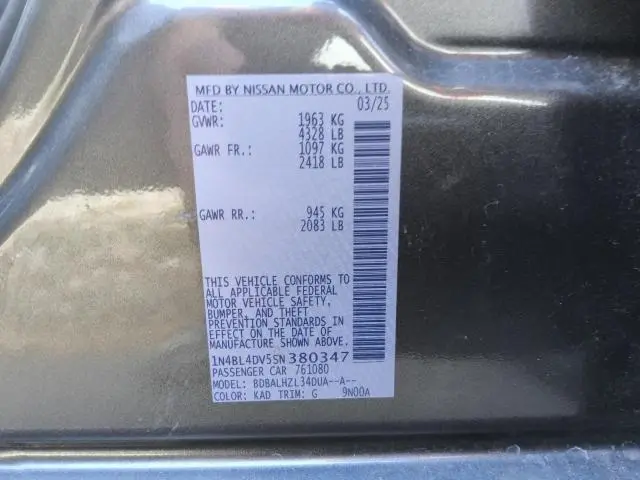 MFD BY NISSAN MOTOR CO., LTD.
DATE: 03/25
GVWR: 1963 KG
4328 LB
GAWR FR.: 1097 KG
2418 LB
GAWR RR.: 945 KG
2083 LB
THIS VEHICLE CONFORMS TO
ALL APPLICABLE FEDERAL
MOTOR VEHICLE SAFETY,
BUMPER, AND THEFT
PREVENTION STANDARDS IN
EFFECT ON THE DATE OF
MANUFACTURE SHOWN ABOVE.
1N4BL4DV5SN380347
PASSENGER CAR 761080
MODEL: BDBALHZL34DUA--A--
COLOR: KAD TRIM: G 9N00A